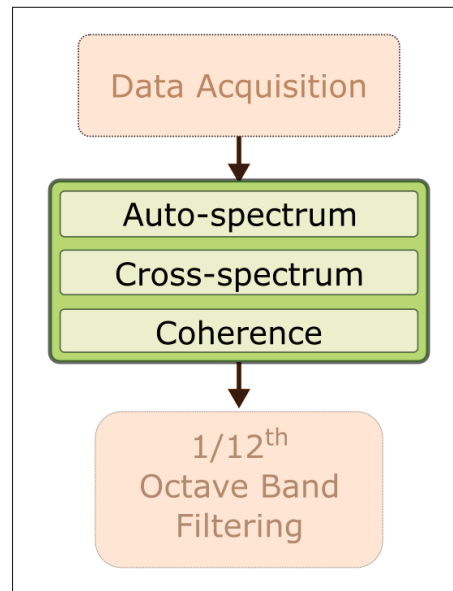 Data Acquisition
Auto-spectrum
Cross-spectrum
Coherence
1/12th
Octave Band
Filtering